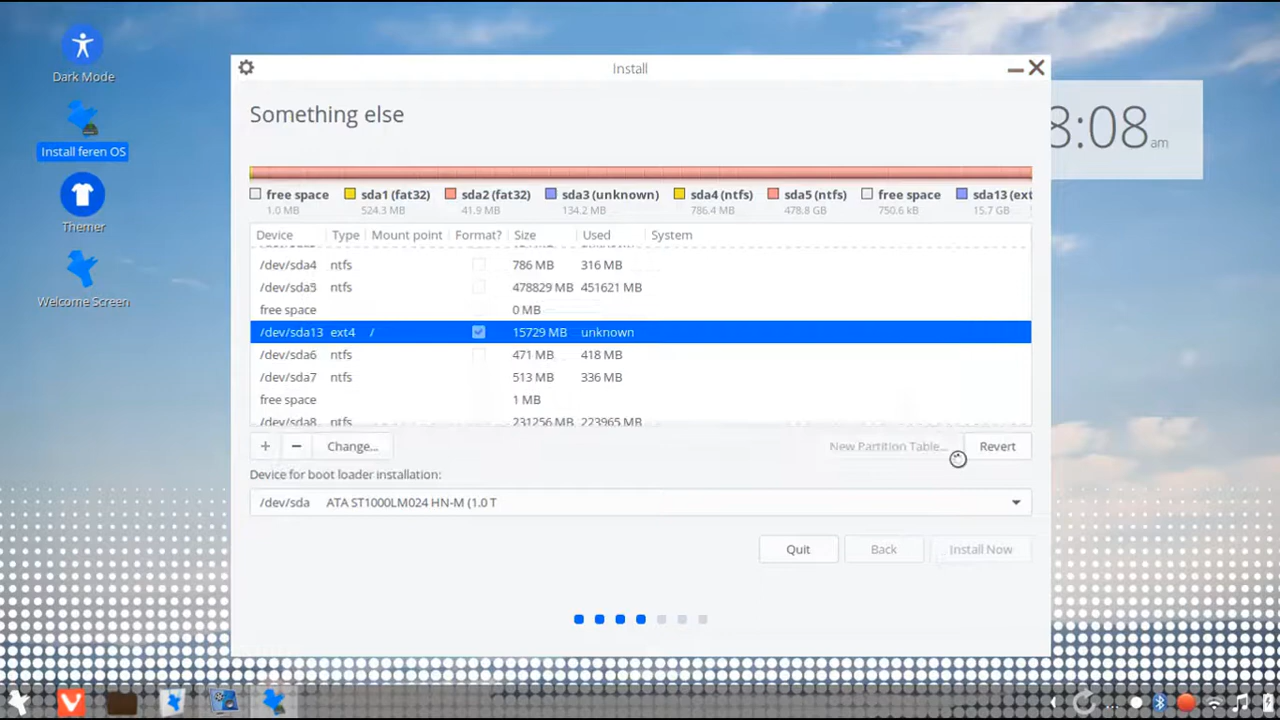 Install
Dark Mode
Install feren OS
Themer
Welcome Screen
8:08 am
Something else
free space sda1 (fat32) sda2 (fat32) sda3 (unknown) sda4 (ntfs) sda5 (ntfs) free space sda13 (ext
1.0 MB 524.3 MB 41.9 MB 134.2 MB 786.4 MB 478.8 GB 750.6 kB 15.7 GB
Device Type Mount point Format? Size Used System
/dev/sda4 ntfs 786 MB 316 MB
/dev/sda5 ntfs 478829 MB 451621 MB
free space 0 MB
/dev/sda13 ext4 / 15729 MB unknown
/dev/sda6 ntfs 471 MB 418 MB
/dev/sda7 ntfs 513 MB 336 MB
free space 1 MB
/dev/sda8 ntfs 231256 MB 223965 MB
+ − Change... New Partition Table... Revert
Device for boot loader installation:
/dev/sda ATA ST1000LM024 HN-M (1.0 T
Quit Back Install Now